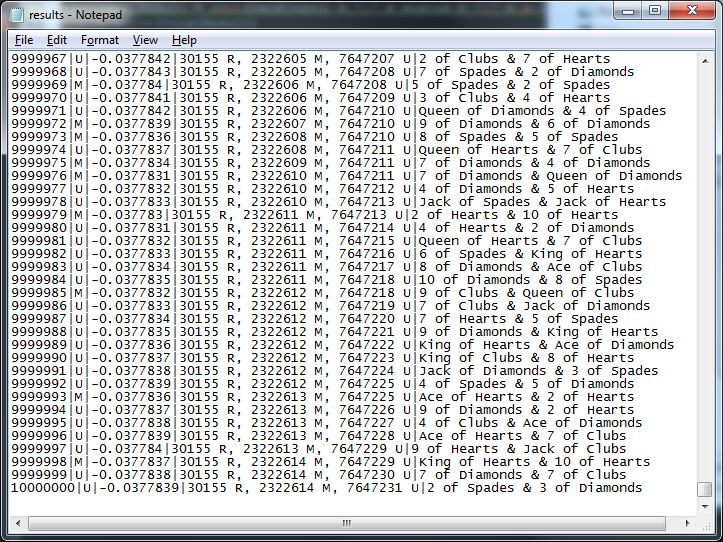 results - Notepad
File Edit Format View Help
9999967|U|-0.0377842|30155 R, 2322605 M, 7647207 U|2 of Clubs & 7 of Hearts
9999968|U|-0.0377843|30155 R, 2322605 M, 7647208 U|7 of Spades & 2 of Diamonds
9999969|M|-0.037784|30155 R, 2322606 M, 7647208 U|5 of Spades & 2 of Spades
9999970|U|-0.0377841|30155 R, 2322606 M, 7647209 U|3 of Clubs & 4 of Hearts
9999971|U|-0.0377842|30155 R, 2322606 M, 7647210 U|Queen of Diamonds & 4 of Spades
9999972|M|-0.0377839|30155 R, 2322607 M, 7647210 U|9 of Diamonds & 6 of Diamonds
9999973|M|-0.0377836|30155 R, 2322608 M, 7647210 U|8 of Spades & 5 of Spades
9999974|U|-0.0377837|30155 R, 2322608 M, 7647211 U|Queen of Hearts & 7 of Clubs
9999975|M|-0.0377834|30155 R, 2322609 M, 7647211 U|7 of Diamonds & 4 of Diamonds
9999976|M|-0.0377831|30155 R, 2322610 M, 7647211 U|7 of Diamonds & Queen of Diamonds
9999977|U|-0.0377832|30155 R, 2322610 M, 7647212 U|4 of Diamonds & 5 of Hearts
9999978|U|-0.0377833|30155 R, 2322610 M, 7647213 U|Jack of Spades & Jack of Hearts
9999979|M|-0.037783|30155 R, 2322611 M, 7647213 U|2 of Hearts & 10 of Hearts
9999980|U|-0.0377831|30155 R, 2322611 M, 7647214 U|4 of Hearts & 2 of Diamonds
9999981|U|-0.0377832|30155 R, 2322611 M, 7647215 U|Queen of Hearts & 7 of Clubs
9999982|U|-0.0377833|30155 R, 2322611 M, 7647216 U|6 of Spades & King of Hearts
9999983|U|-0.0377834|30155 R, 2322611 M, 7647217 U|8 of Diamonds & Ace of Clubs
9999984|U|-0.0377835|30155 R, 2322611 M, 7647218 U|10 of Diamonds & 8 of Spades
9999985|M|-0.0377832|30155 R, 2322612 M, 7647218 U|9 of Clubs & Queen of Clubs
9999986|U|-0.0377833|30155 R, 2322612 M, 7647219 U|7 of Clubs & Jack of Diamonds
9999987|U|-0.0377834|30155 R, 2322612 M, 7647220 U|7 of Hearts & 5 of Spades
9999988|U|-0.0377835|30155 R, 2322612 M, 7647221 U|9 of Diamonds & King of Hearts
9999989|U|-0.0377836|30155 R, 2322612 M, 7647222 U|King of Hearts & Ace of Diamonds
9999990|U|-0.0377837|30155 R, 2322612 M, 7647223 U|King of Clubs & 8 of Hearts
9999991|U|-0.0377838|30155 R, 2322612 M, 7647224 U|Jack of Diamonds & 3 of Spades
9999992|U|-0.0377839|30155 R, 2322612 M, 7647225 U|4 of Spades & 5 of Diamonds
9999993|M|-0.0377836|30155 R, 2322613 M, 7647225 U|Ace of Hearts & 2 of Hearts
9999994|U|-0.0377837|30155 R, 2322613 M, 7647226 U|9 of Diamonds & 2 of Hearts
9999995|U|-0.0377838|30155 R, 2322613 M, 7647227 U|4 of Clubs & Ace of Diamonds
9999996|U|-0.0377839|30155 R, 2322613 M, 7647228 U|Ace of Hearts & 7 of Clubs
9999997|U|-0.037784|30155 R, 2322613 M, 7647229 U|9 of Hearts & Jack of Clubs
9999998|M|-0.0377837|30155 R, 2322614 M, 7647229 U|King of Hearts & 10 of Hearts
9999999|U|-0.0377838|30155 R, 2322614 M, 7647230 U|7 of Diamonds & 7 of Clubs
10000000|U|-0.0377839|30155 R, 2322614 M, 7647231 U|2 of Spades & 3 of Diamonds